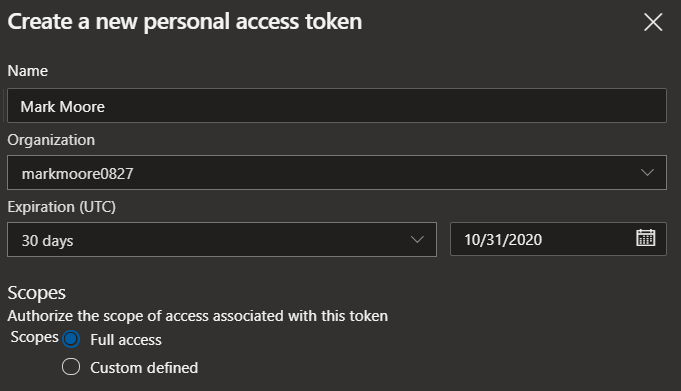 Create a new personal access token
Name
Mark Moore
Organization
markmoore0827
Expiration (UTC)
30 days 10/31/2020
Scopes
Authorize the scope of access associated with this token
Scopes Full access
Custom defined